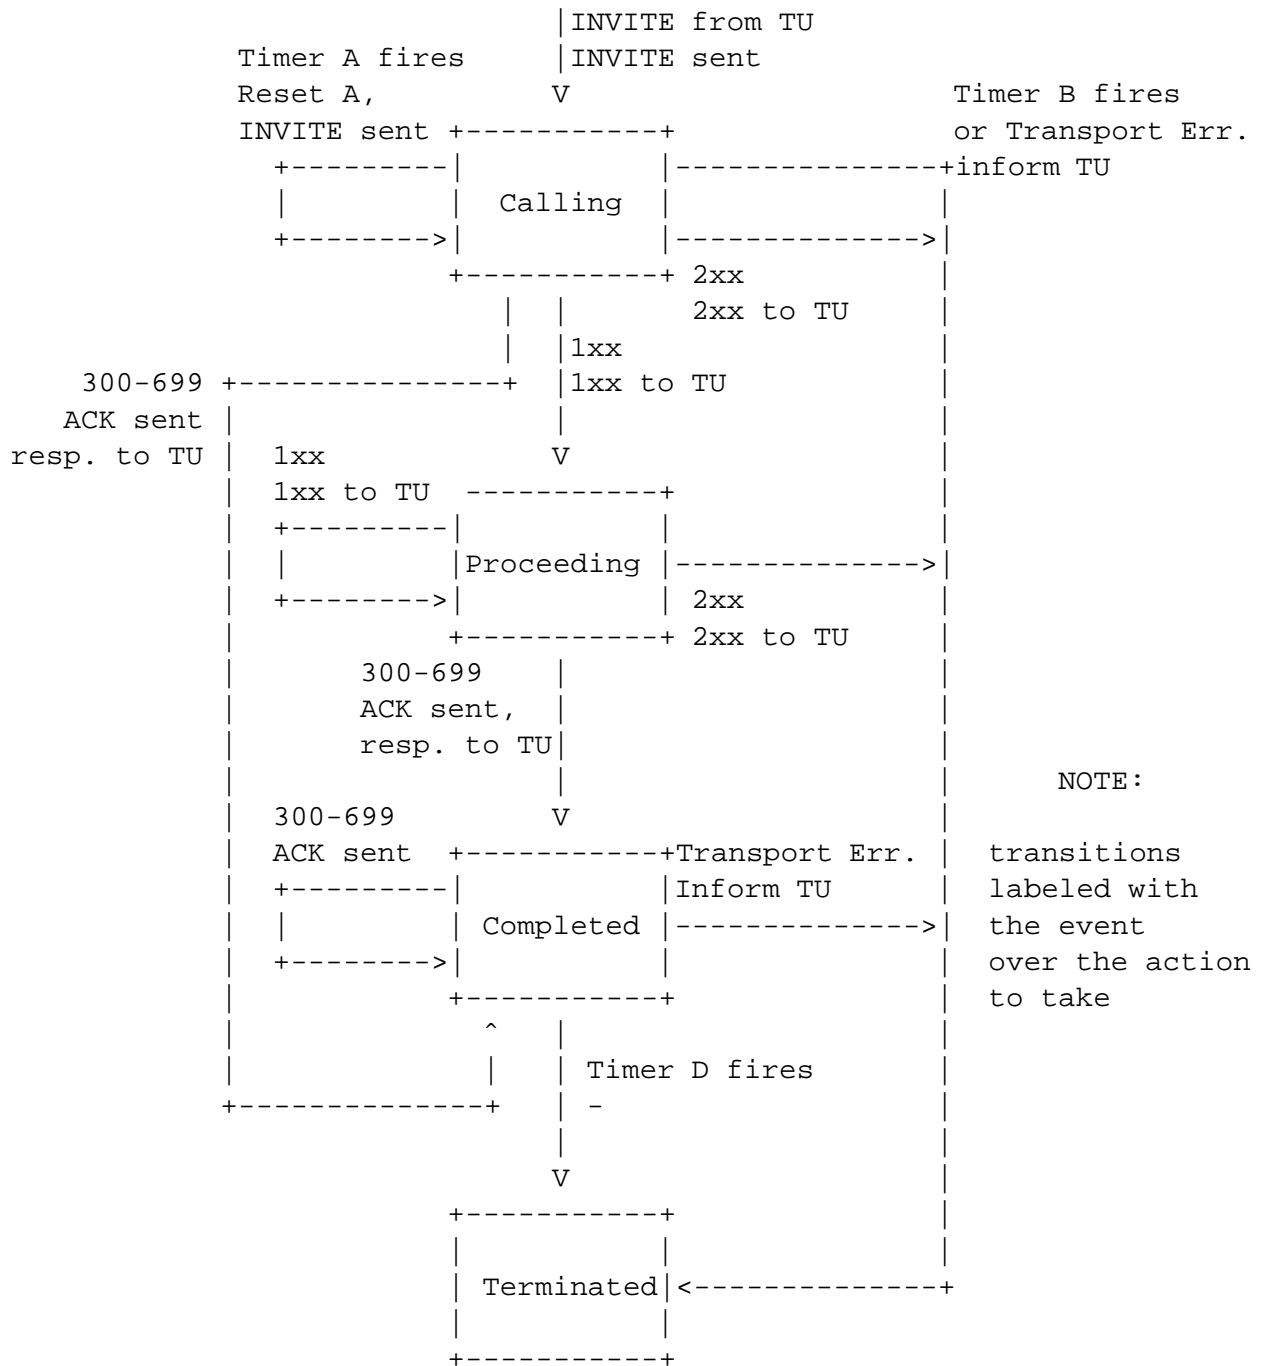 |INVITE from TU
             Timer A fires     |INVITE sent
             Reset A,          V                      Timer B fires
             INVITE sent +-----------+                or Transport Err.
               +---------|           |---------------+inform TU
               |         |  Calling  |               |
               +-------->|           |-------------->|
                         +-----------+ 2xx           |
                            |  |       2xx to TU     |
                            |  |1xx                  |
    300-699 +---------------+  |1xx to TU            |
   ACK sent |                  |                     |
resp. to TU |  1xx             V                     |
            |  1xx to TU  -----------+               |
            |  +---------|           |               |
            |  |         |Proceeding |-------------->|
            |  +-------->|           | 2xx           |
            |            +-----------+ 2xx to TU     |
            |       300-699    |                     |
            |       ACK sent,  |                     |
            |       resp. to TU|                     |
            |                  |                     |      NOTE:
            |  300-699         V                     |
            |  ACK sent  +-----------+Transport Err. |  transitions
            |  +---------|           |Inform TU      |  labeled with
            |  |         | Completed |-------------->|  the event
            |  +-------->|           |               |  over the action
            |            +-----------+               |  to take
            |              ^   |                     |
            |              |   | Timer D fires       |
            +--------------+   | -                   |
                               |                     |
                               V                     |
                         +-----------+               |
                         |           |               |
                         | Terminated|<--------------+
                         |           |
                         +-----------+